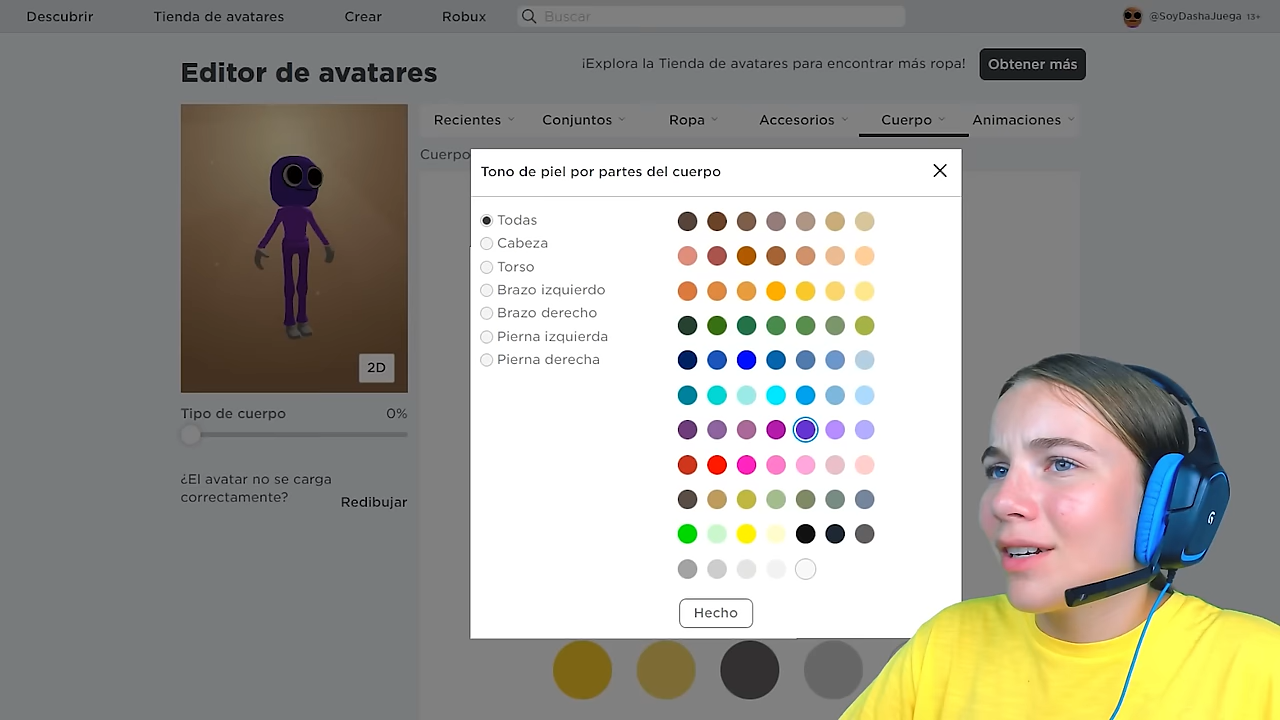 Descubrir Tienda de avatares Crear Robux Buscar @SoyDashaJuega 13+
Editor de avatares
¡Explora la Tienda de avatares para encontrar más ropa! Obtener más
Recientes Conjuntos Ropa Accesorios Cuerpo Animaciones
Cuerpo
Tono de piel por partes del cuerpo
Todas
Cabeza
Torso
Brazo izquierdo
Brazo derecho
Pierna izquierda
Pierna derecha
Hecho
2D
Tipo de cuerpo 0%
¿El avatar no se carga
correctamente?
Redibujar
G